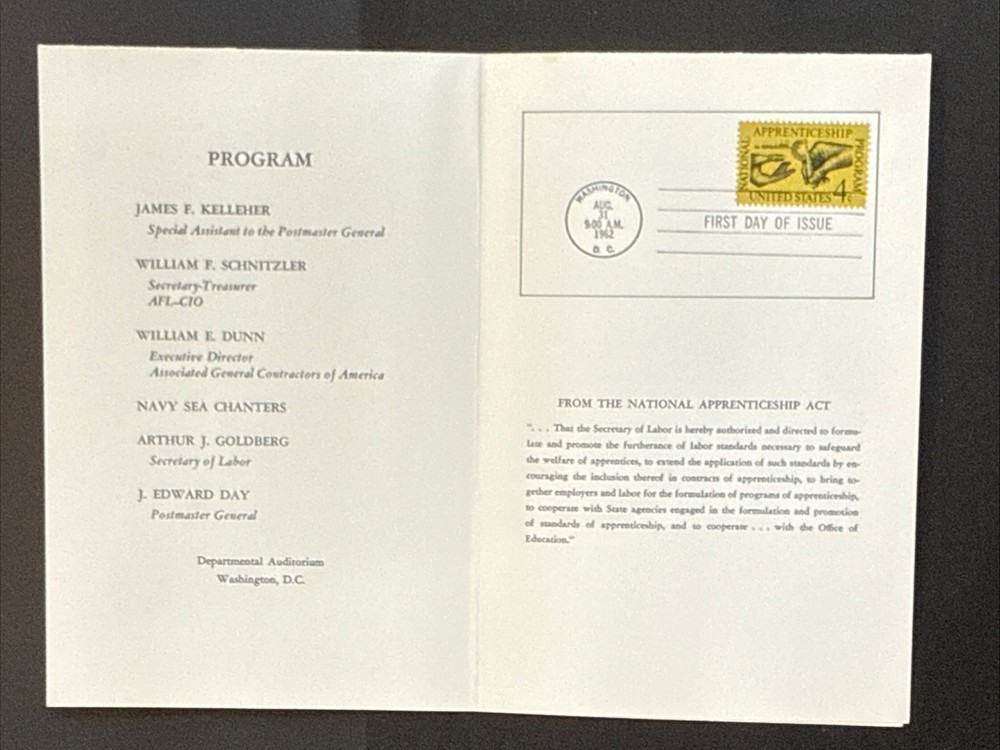 PROGRAM
JAMES F. KELLEHER
Special Assistant to the Postmaster General
WILLIAM F. SCHNITZLER
Secretary-Treasurer
AFL-CIO
WILLIAM E. DUNN
Executive Director
Associated General Contractors of America
NAVY SEA CHANTERS
ARTHUR J. GOLDBERG
Secretary of Labor
J. EDWARD DAY
Postmaster General
Departmental Auditorium
Washington, D.C.
APPRENTICESHIP
NATIONAL
PROGRAM
UNITED STATES 4c
WASHINGTON
AUG.
31
9:00 A.M.
1962
D. C.
FIRST DAY OF ISSUE
FROM THE NATIONAL APPRENTICESHIP ACT
". . . That the Secretary of Labor is hereby authorized and directed to formu-
late and promote the furtherance of labor standards necessary to safeguard
the welfare of apprentices, to extend the application of such standards by en-
couraging the inclusion thereof in contracts of apprenticeship, to bring to-
gether employers and labor for the formulation of programs of apprenticeship,
to cooperate with State agencies engaged in the formulation and promotion
of standards of apprenticeship, and to cooperate . . . with the Office of
Education."